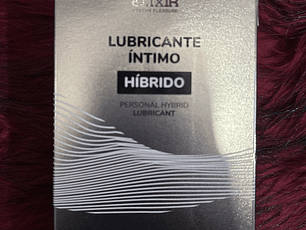 LUBRICANTE
ÍNTIMO
HÍBRIDO
PERSONAL HYBRID
LUBRICANT